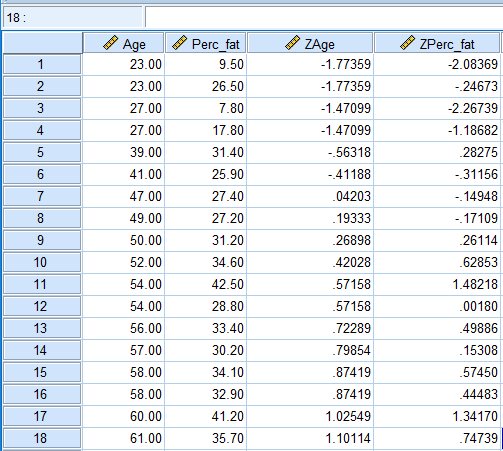 18 :
Age Perc_fat ZAge ZPerc_fat
1 23.00 9.50 -1.77359 -2.08369
2 23.00 26.50 -1.77359 -.24673
3 27.00 7.80 -1.47099 -2.26739
4 27.00 17.80 -1.47099 -1.18682
5 39.00 31.40 -.56318 .28275
6 41.00 25.90 -.41188 -.31156
7 47.00 27.40 .04203 -.14948
8 49.00 27.20 .19333 -.17109
9 50.00 31.20 .26898 .26114
10 52.00 34.60 .42028 .62853
11 54.00 42.50 .57158 1.48218
12 54.00 28.80 .57158 .00180
13 56.00 33.40 .72289 .49886
14 57.00 30.20 .79854 .15308
15 58.00 34.10 .87419 .57450
16 58.00 32.90 .87419 .44483
17 60.00 41.20 1.02549 1.34170
18 61.00 35.70 1.10114 .74739